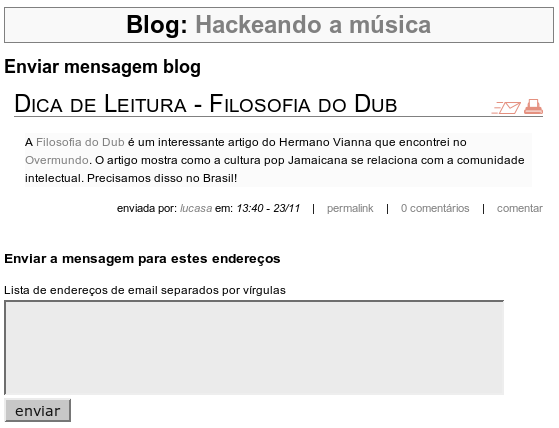 Blog: Hackeando a música
Enviar mensagem blog
Dica de Leitura - Filosofia do Dub
A Filosofia do Dub é um interessante artigo do Hermano Vianna que encontrei no
Overmundo. O artigo mostra como a cultura pop Jamaicana se relaciona com a comunidade
intelectual. Precisamos disso no Brasil!
enviada por: lucasa em: 13:40 - 23/11 | permalink | 0 comentários | comentar
Enviar a mensagem para estes endereços
Lista de endereços de email separados por vírgulas
enviar